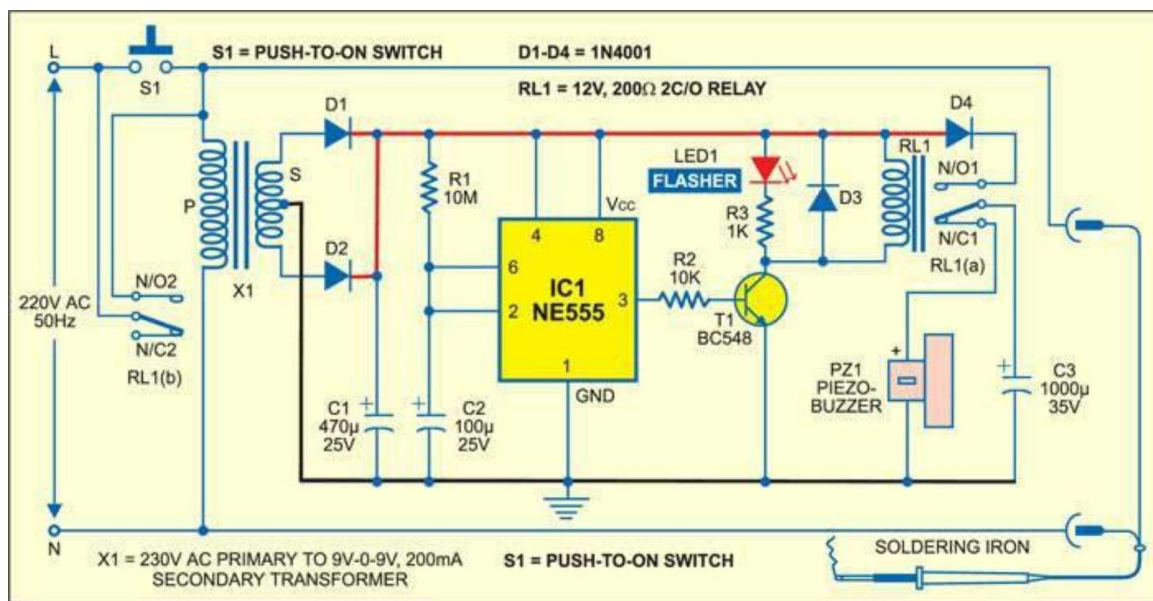 S1 = PUSH-TO-ON SWITCH
D1-D4 = 1N4001
RL1 = 12V, 200Ω 2C/O RELAY
L
S1
D1
D4
RL1
N/O1
N/C1
RL1(a)
LED1
FLASHER
D3
R3
1K
R1
10M
S
P
D2
X1
N/O2
N/C2
RL1(b)
220V AC
50Hz
Vcc
4
8
6
2
3
1
IC1
NE555
GND
R2
10K
T1
BC548
+
PZ1
PIEZO-
BUZZER
+
C3
1000µ
35V
+
C1
470µ
25V
+
C2
100µ
25V
N
X1 = 230V AC PRIMARY TO 9V-0-9V, 200mA
SECONDARY TRANSFORMER
S1 = PUSH-TO-ON SWITCH
SOLDERING IRON